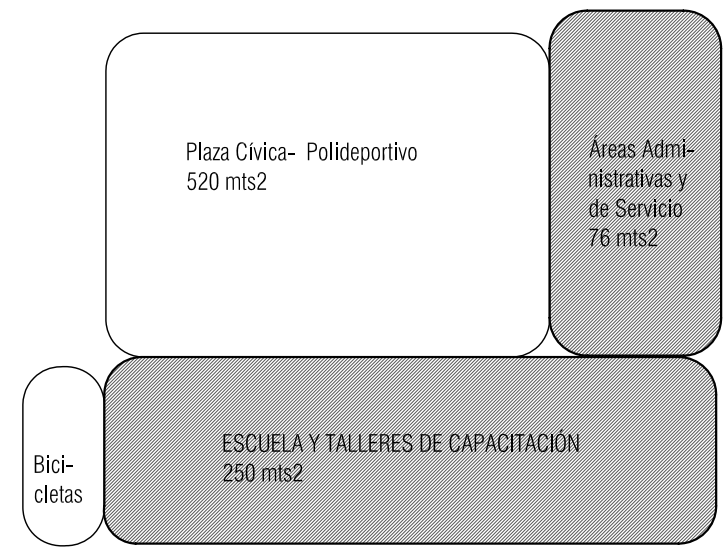 Plaza Cívica- Polideportivo
520 mts2
Áreas Admi-
nistrativas y
de Servicio
76 mts2
ESCUELA Y TALLERES DE CAPACITACIÓN
250 mts2
Bici-
cletas